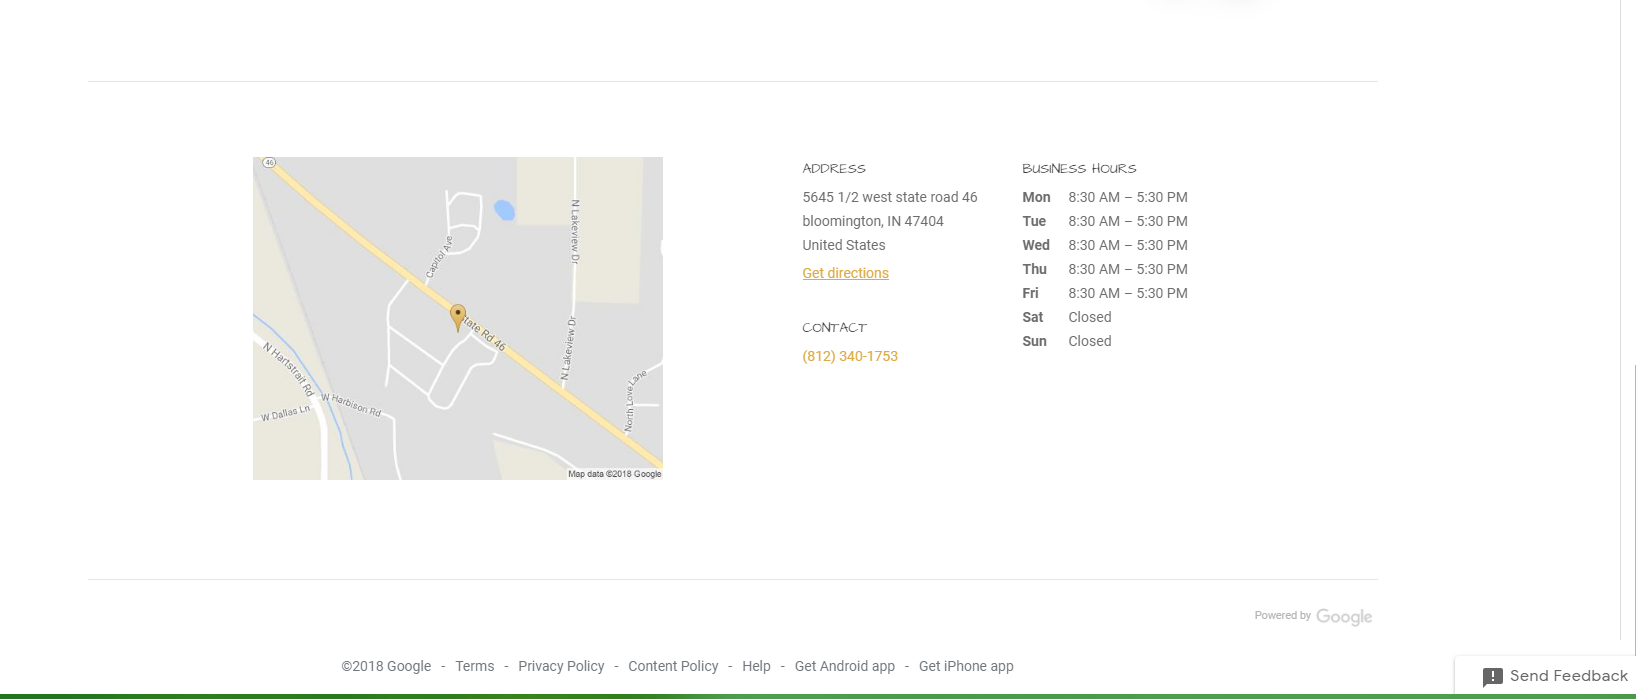 46
Capitol Ave
N Lakeview Dr
State Rd 46
N Lakeview Dr
N Hartstrait Rd
W Harbison Rd
W Dallas Ln
North Love Lane
Map data ©2018 Google
ADDRESS
5645 1/2 west state road 46
bloomington, IN 47404
United States
Get directions
CONTACT
(812) 340-1753
BUSINESS HOURS
Mon 8:30 AM – 5:30 PM
Tue 8:30 AM – 5:30 PM
Wed 8:30 AM – 5:30 PM
Thu 8:30 AM – 5:30 PM
Fri 8:30 AM – 5:30 PM
Sat Closed
Sun Closed
Powered by Google
©2018 Google - Terms - Privacy Policy - Content Policy - Help - Get Android app - Get iPhone app
Send Feedback